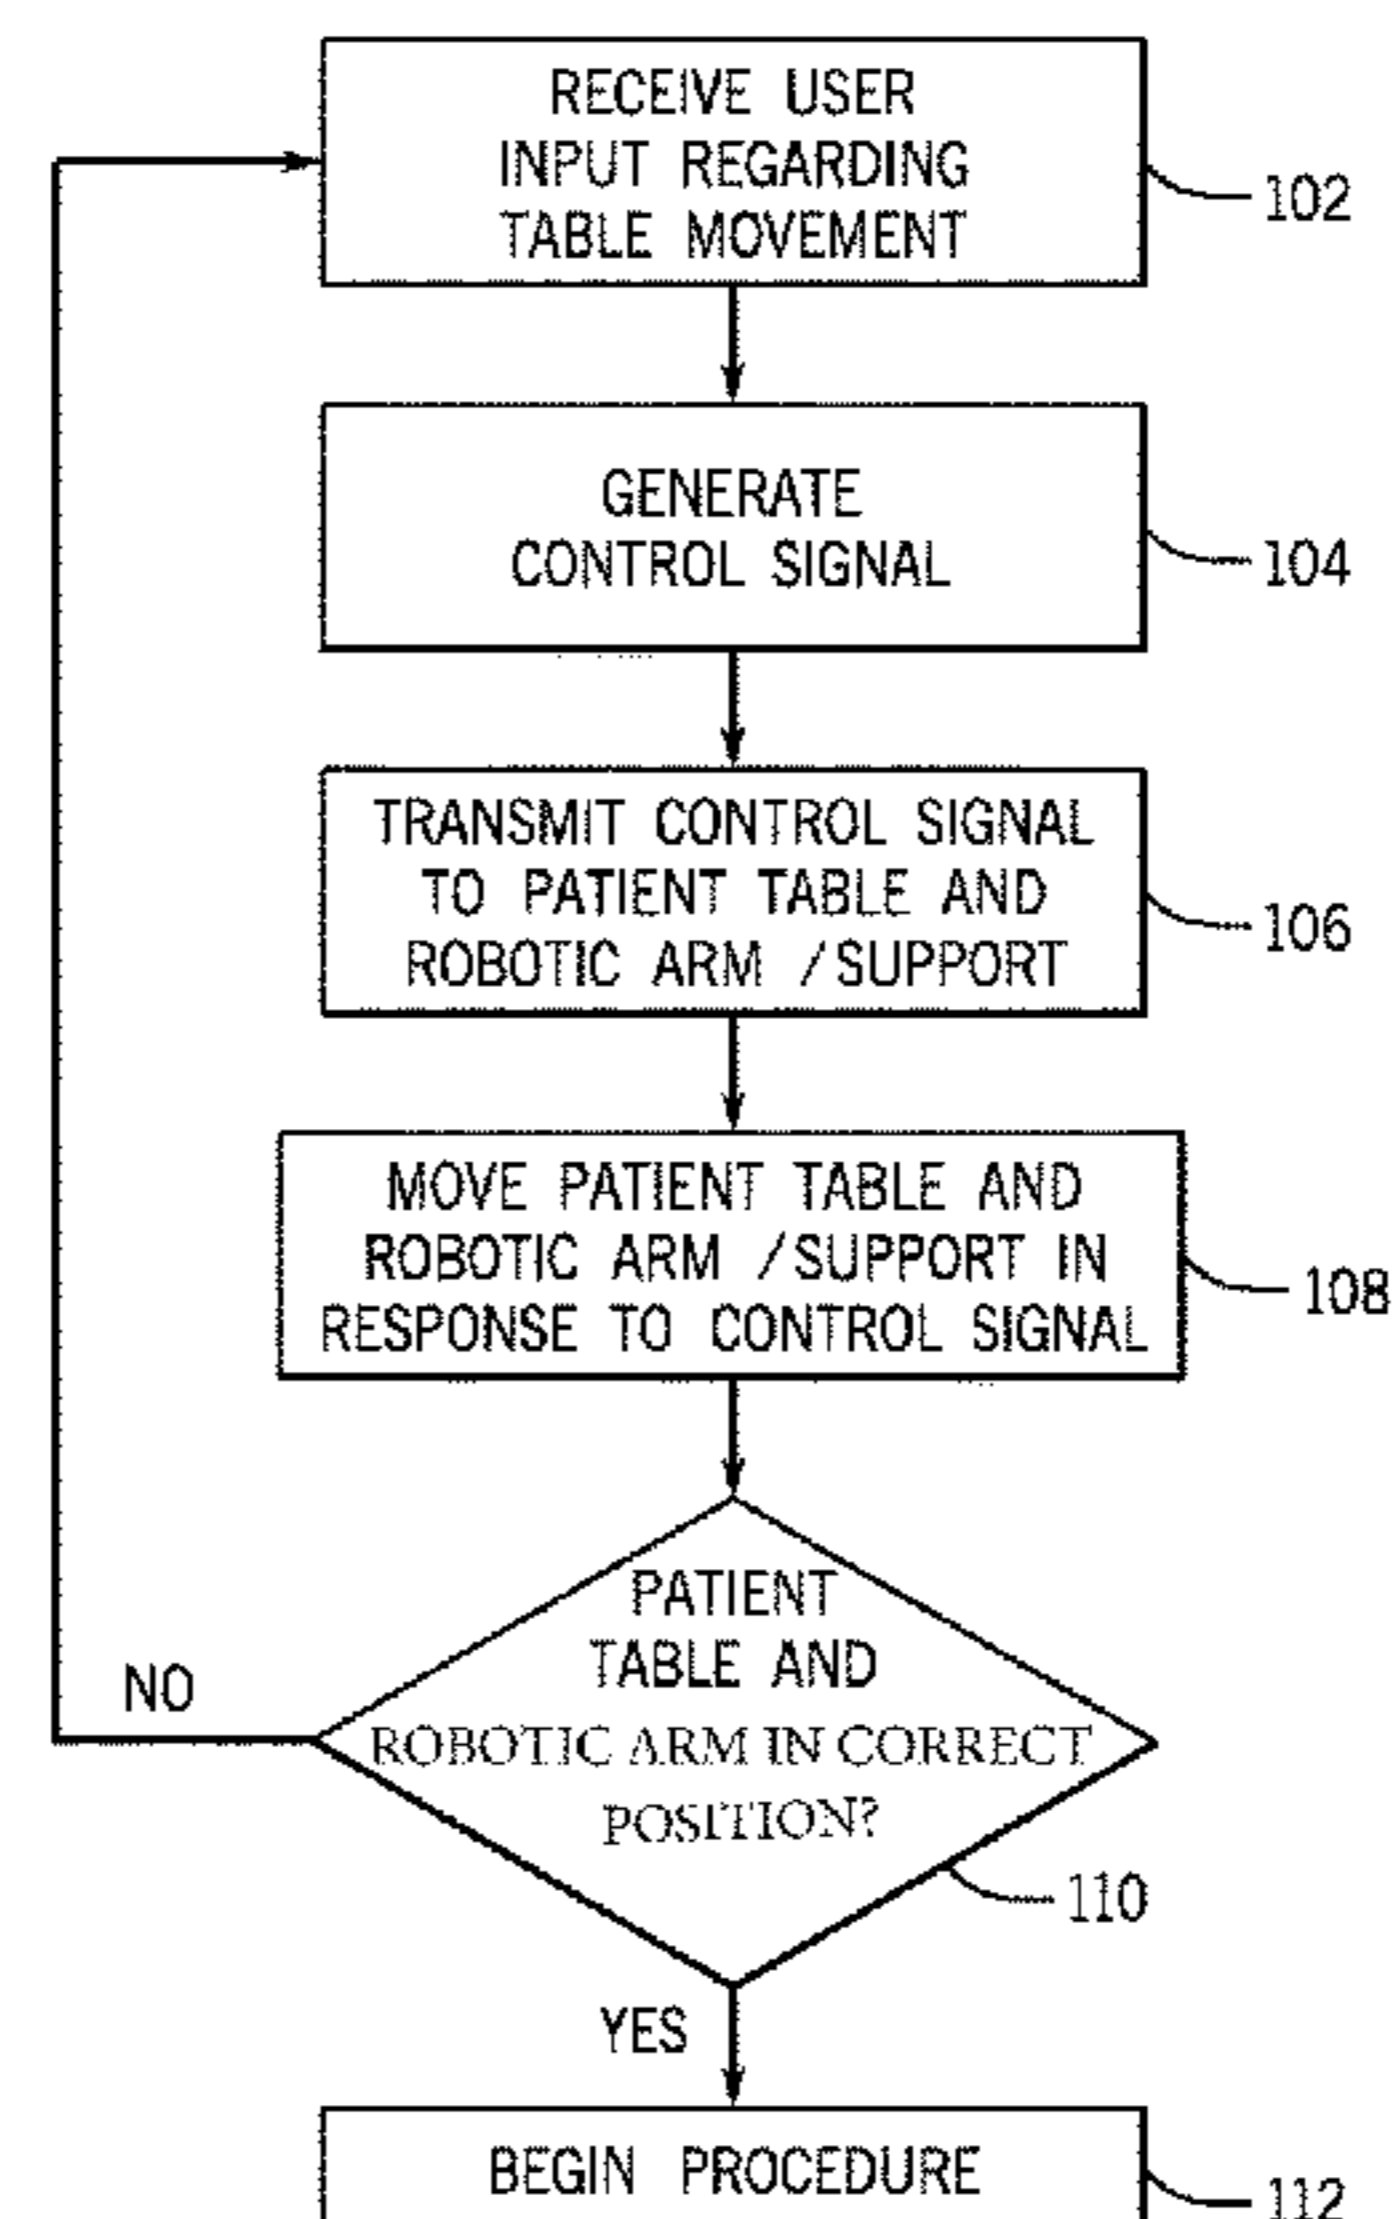 RECEIVE USER
INPUT REGARDING
TABLE MOVEMENT
102
GENERATE
CONTROL SIGNAL
104
TRANSMIT CONTROL SIGNAL
TO PATIENT TABLE AND
ROBOTIC ARM /SUPPORT
106
MOVE PATIENT TABLE AND
ROBOTIC ARM /SUPPORT IN
RESPONSE TO CONTROL SIGNAL
108
PATIENT
TABLE AND
ROBOTIC ARM IN CORRECT
POSITION?
NO
110
YES
BEGIN PROCEDURE
112